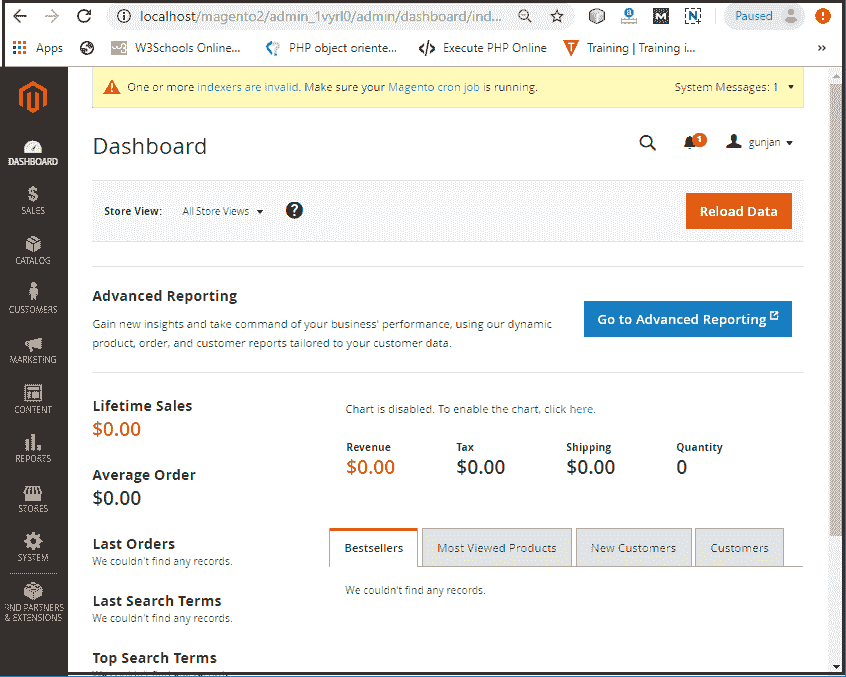 localhost/magento2/admin_1vyrl0/admin/dashboard/ind...
Paused
Apps
W3Schools Online...
PHP object oriente...
Execute PHP Online
Training | Training i...
»
One or more indexers are invalid. Make sure your Magento cron job is running.
System Messages: 1
Dashboard
1
gunjan
Store View:
All Store Views
?
Reload Data
Advanced Reporting
Gain new insights and take command of your business' performance, using our dynamic
product, order, and customer reports tailored to your customer data.
Go to Advanced Reporting
Lifetime Sales
$0.00
Average Order
$0.00
Last Orders
We couldn't find any records.
Last Search Terms
We couldn't find any records.
Top Search Terms
We couldn't find any records.
Chart is disabled. To enable the chart, click here.
Revenue
$0.00
Tax
$0.00
Shipping
$0.00
Quantity
0
Bestsellers
Most Viewed Products
New Customers
Customers
We couldn't find any records.
DASHBOARD
SALES
CATALOG
CUSTOMERS
MARKETING
CONTENT
REPORTS
STORES
SYSTEM
FIND PARTNERS
& EXTENSIONS